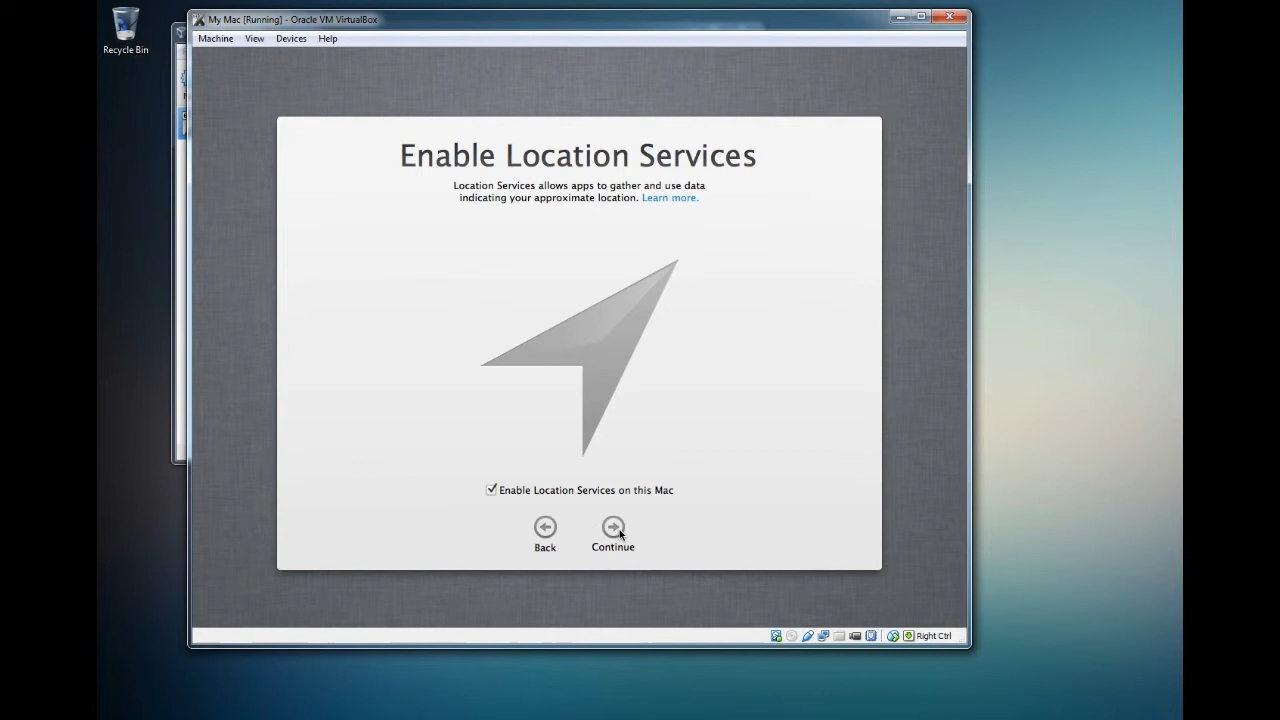 Recycle Bin
My Mac [Running] - Oracle VM VirtualBox
Machine View Devices Help
Enable Location Services
Location Services allows apps to gather and use data
indicating your approximate location. Learn more.
Enable Location Services on this Mac
Back Continue
Right Ctrl